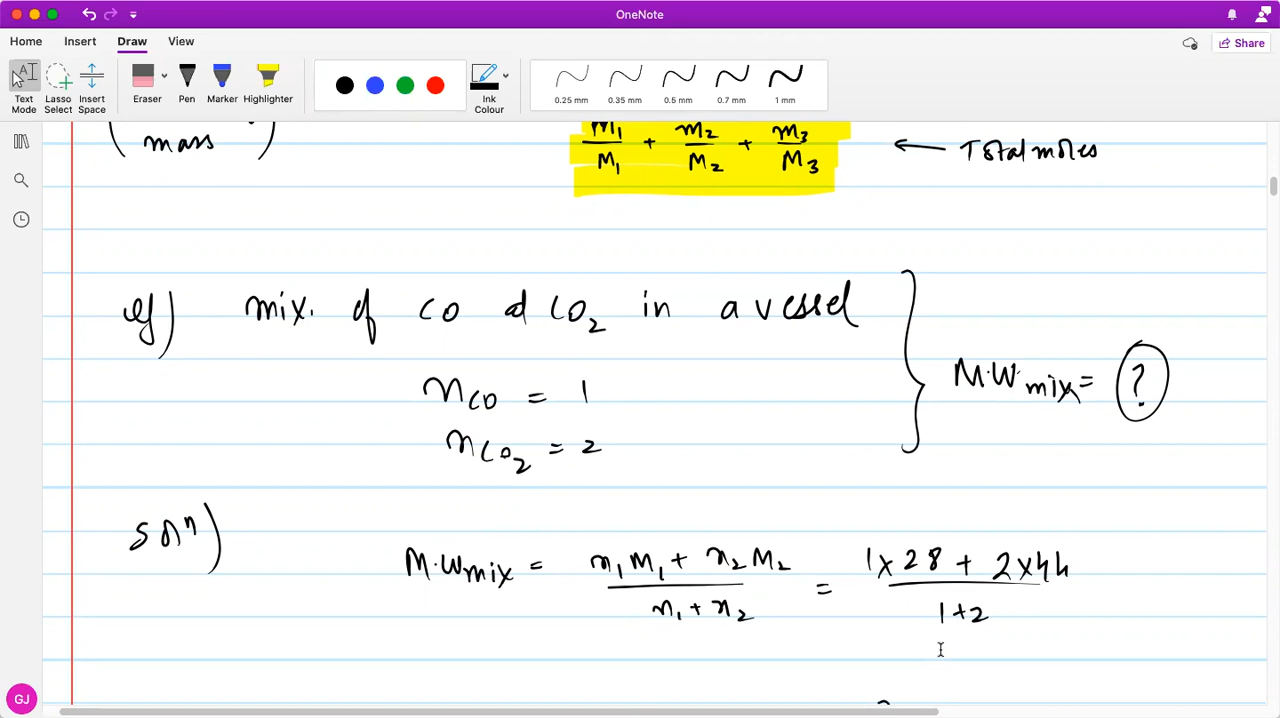 OneNote
Home Insert Draw View
Share
Text Mode
Lasso Select
Insert Space
Eraser
Pen
Marker
Highlighter
Ink Colour
0.25 mm 0.35 mm 0.5 mm 0.7 mm 1 mm
mass
m₁/M₁ + m₂/M₂ + m₃/M₃ ← Total moles
eg) mix. of CO & CO₂ in a vessel
n_CO = 1
n_CO₂ = 2
M.W_mix = ?
Solⁿ)
M.W_mix = (n₁M₁ + n₂M₂)/(n₁ + n₂) = (1×28 + 2×44)/(1+2)
GJ